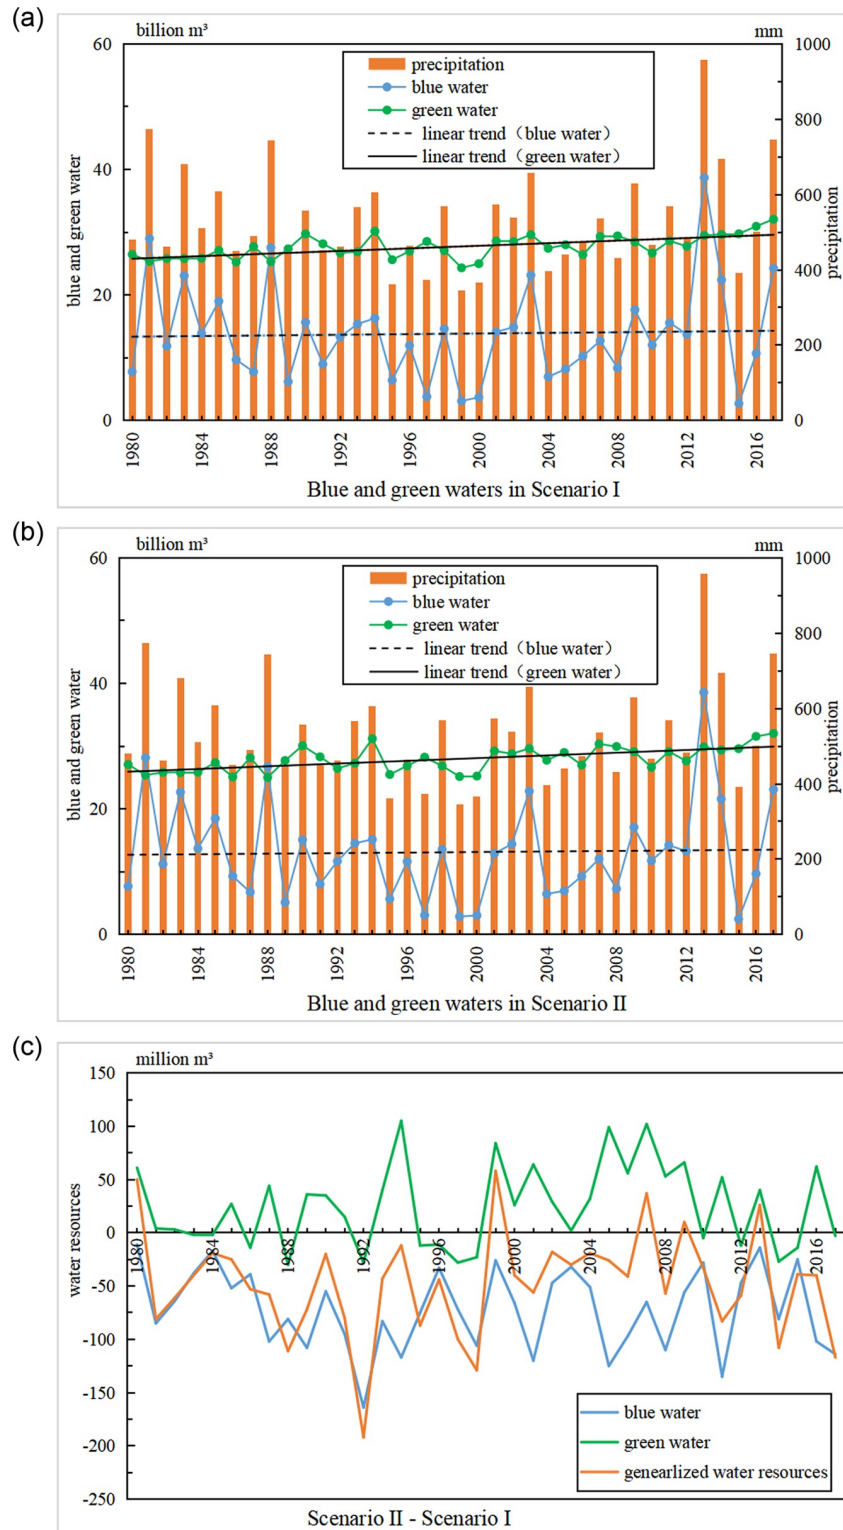 (a)
billion m³
mm
60
1000
precipitation
blue water
green water
linear trend（blue water）
linear trend（green water）
800
40
600
blue and green water
precipitation
400
20
200
0
0
1980
1984
1988
1992
1996
2000
2004
2008
2012
2016
Blue and green waters in Scenario I
(b)
billion m³
mm
60
1000
precipitation
blue water
green water
linear trend（blue water）
linear trend（green water）
800
40
600
blue and green water
precipitation
400
20
200
0
0
1980
1984
1988
1992
1996
2000
2004
2008
2012
2016
Blue and green waters in Scenario II
(c)
million m³
150
100
50
0
-50
-100
-150
-200
-250
water resources
1980
1984
1988
1992
1996
2000
2004
2008
2012
2016
blue water
green water
genearlized water resources
Scenario II - Scenario I